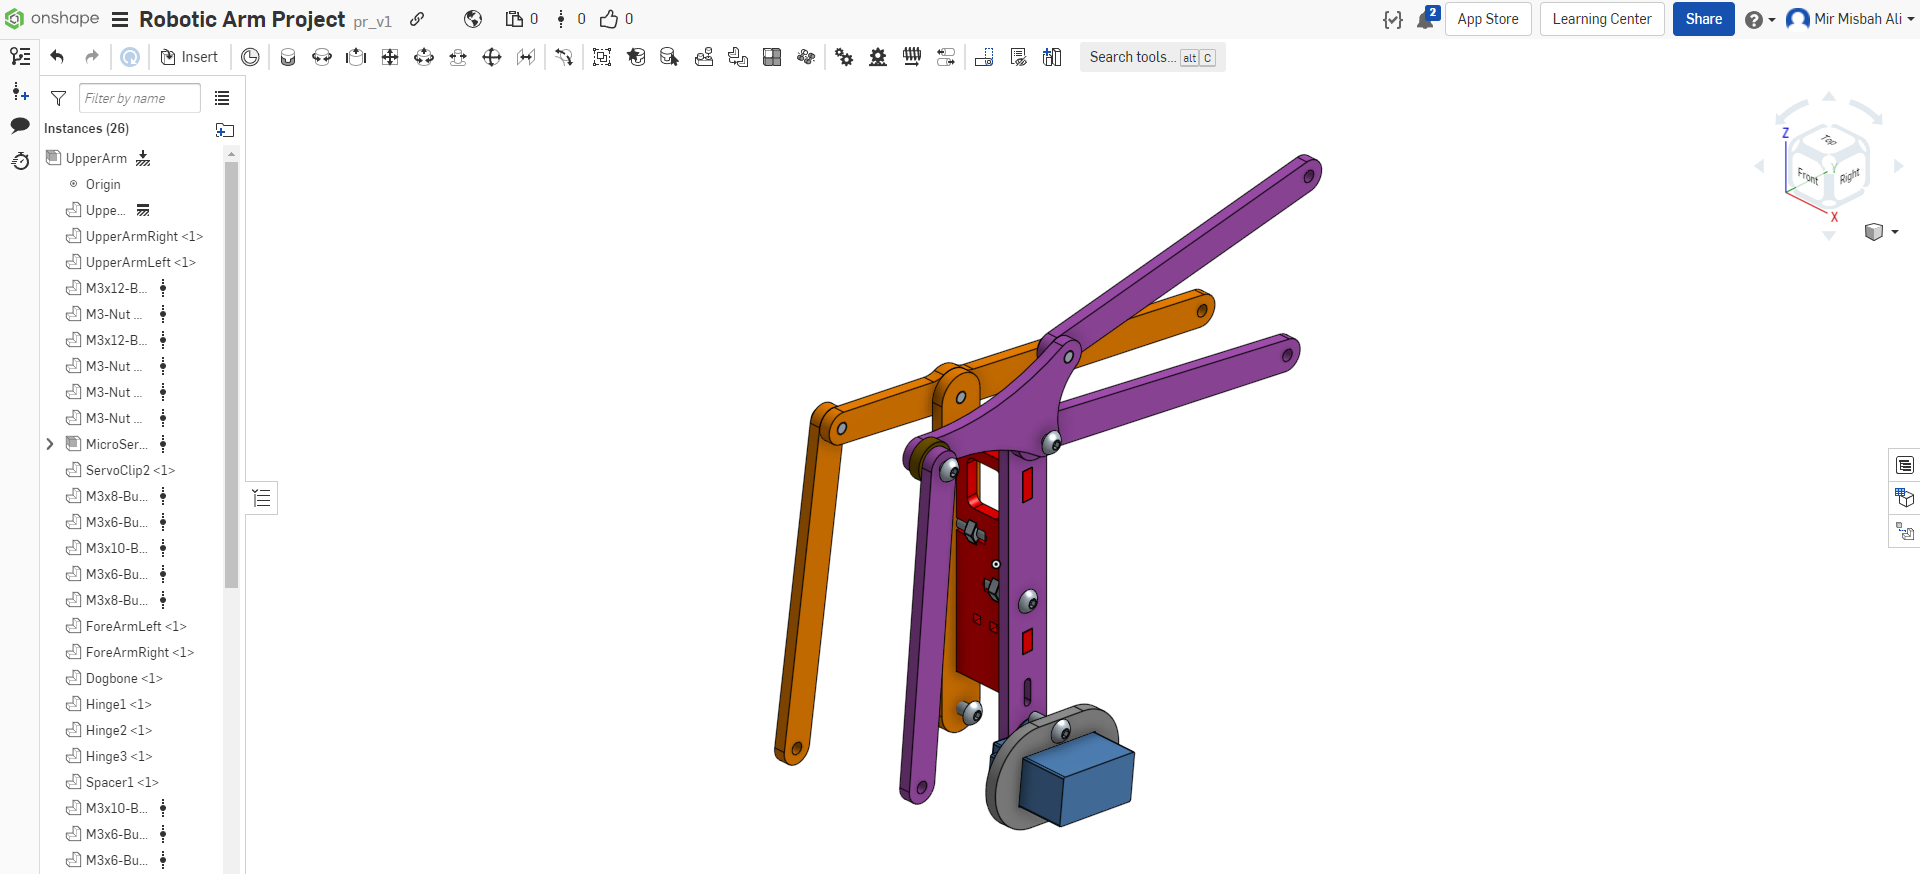 onshape Robotic Arm Project pr_v1 0 0 0 2 App Store Learning Center Share Mir Misbah Ali
Insert Search tools... alt C
Filter by name
Instances (26)
UpperArm
Origin
Uppe...
UpperArmRight <1>
UpperArmLeft <1>
M3x12-B...
M3-Nut ...
M3x12-B...
M3-Nut ...
M3-Nut ...
M3-Nut ...
MicroSer...
ServoClip2 <1>
M3x8-Bu...
M3x6-Bu...
M3x10-B...
M3x6-Bu...
M3x8-Bu...
ForeArmLeft <1>
ForeArmRight <1>
Dogbone <1>
Hinge1 <1>
Hinge2 <1>
Hinge3 <1>
Spacer1 <1>
M3x10-B...
M3x6-Bu...
M3x6-Bu...
Z
Top
Y
Front Right
X